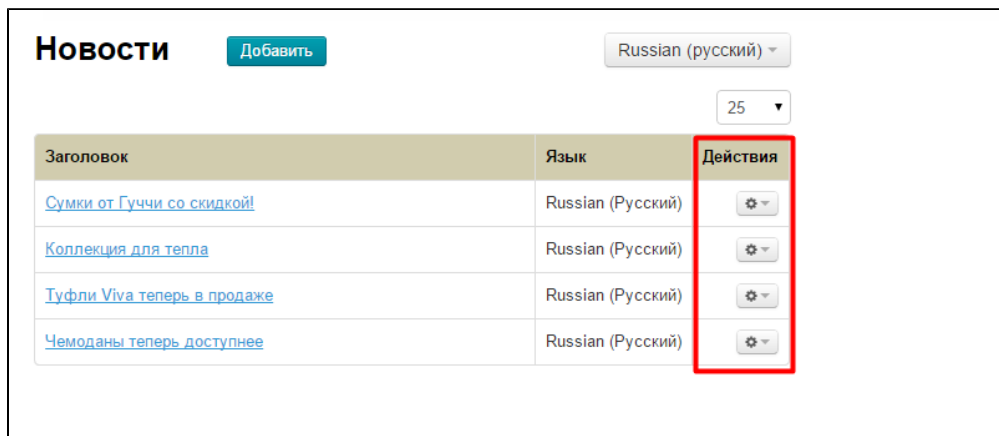 Новости Добавить Russian (русский)
25
Заголовок Язык Действия
Сумки от Гуччи со скидкой! Russian (Русский)
Коллекция для тепла Russian (Русский)
Туфли Viva теперь в продаже Russian (Русский)
Чемоданы теперь доступнее Russian (Русский)